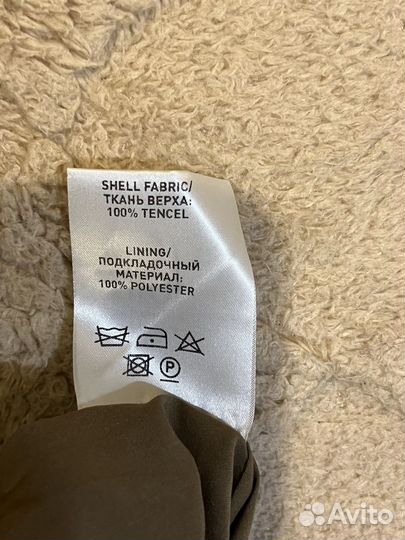 SHELL FABRIC/
ТКАНЬ ВЕРХА:
100% TENCEL
LINING/
ПОДКЛАДОЧНЫЙ
МАТЕРИАЛ:
100% POLYESTER
P
Avito